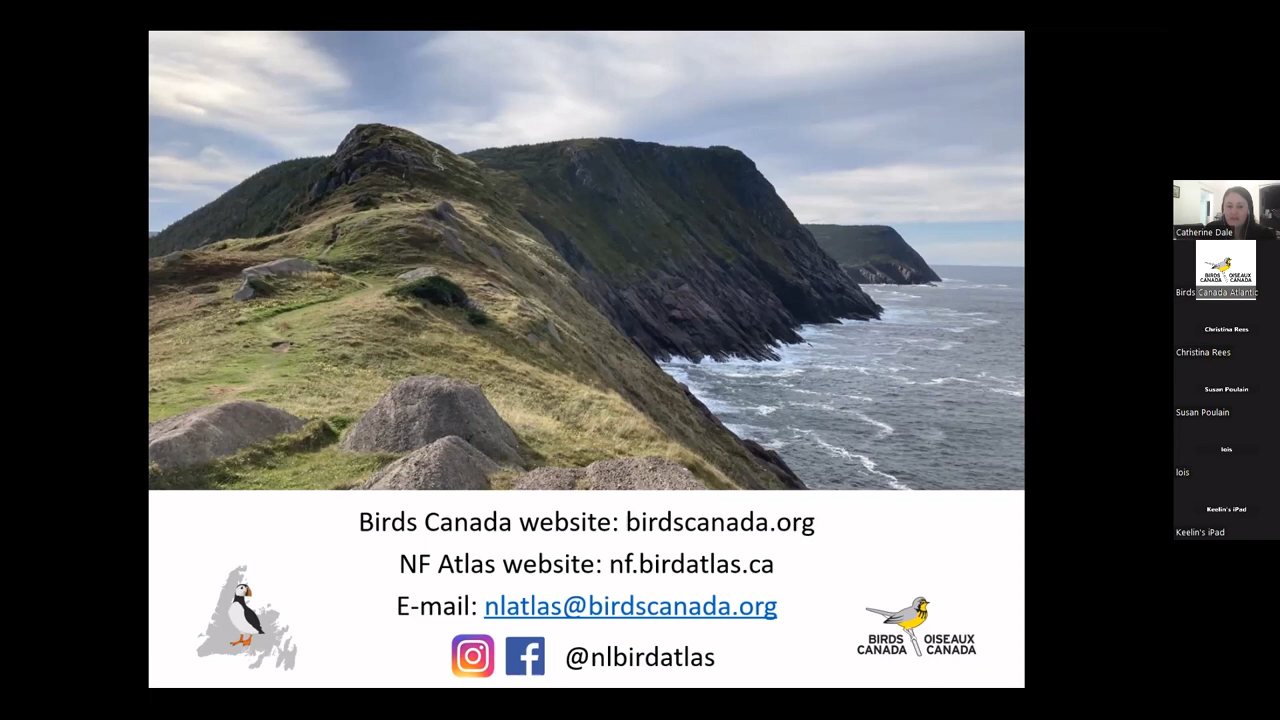 Birds Canada website: birdscanada.org
NF Atlas website: nf.birdatlas.ca
E-mail: nlatlas@birdscanada.org
@nlbirdatlas
BIRDS CANADA
OISEAUX CANADA
Catherine Dale
BIRDS CANADA
OISEAUX CANADA
Birds Canada Atlantic
Christina Rees
Christina Rees
Susan Poulain
Susan Poulain
lois
lois
Keelin's iPad
Keelin's iPad